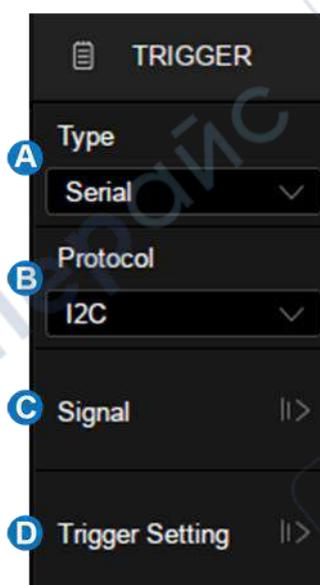 TRIGGER
A
Type
Serial
B
Protocol
I2C
C
Signal
D
Trigger Setting